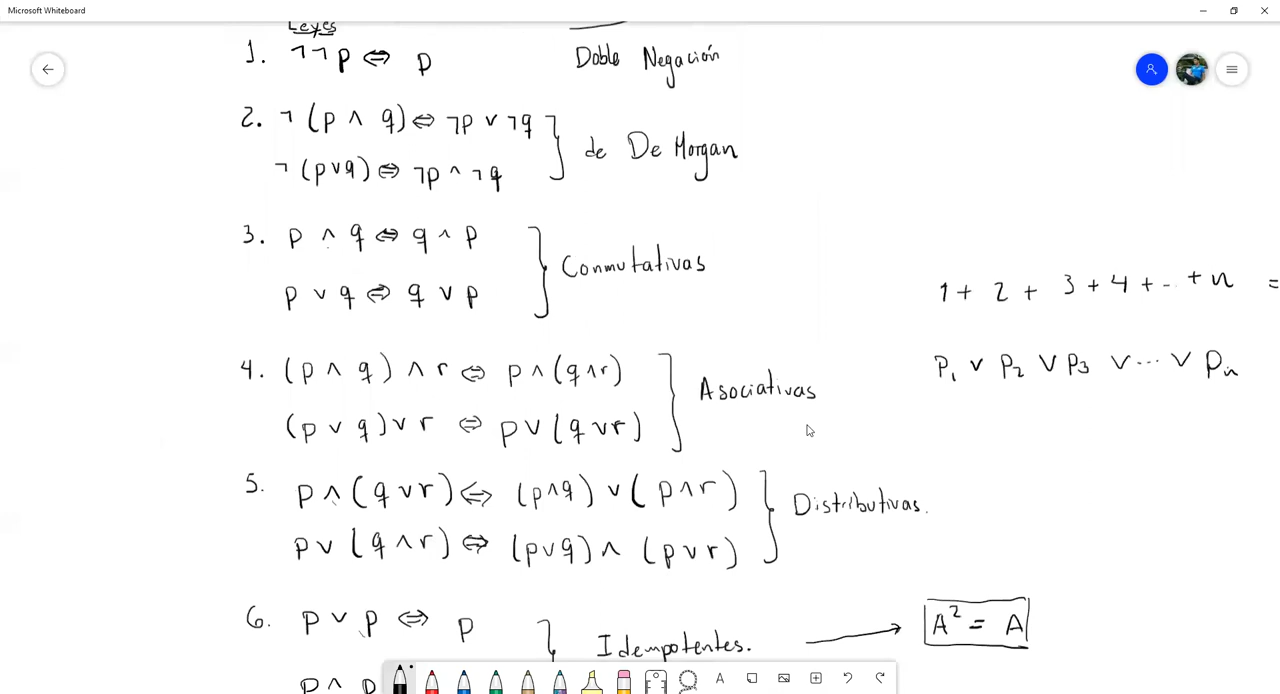 Microsoft Whiteboard
Leyes
1. ¬¬p ⇔ p Doble Negación
2. ¬(p ∧ q) ⇔ ¬p ∨ ¬q
¬(p∨q) ⇔ ¬p ∧ ¬q
de De Morgan
3. p ∧ q ⇔ q ∧ p
p ∨ q ⇔ q ∨ p
Conmutativas
1 + 2 + 3 + 4 + ... + n =
4. (p ∧ q) ∧ r ⇔ p ∧ (q ∧ r)
(p ∨ q) ∨ r ⇔ p ∨ (q ∨ r)
Asociativas
p₁ ∨ p₂ ∨ p₃ ∨ ... ∨ pₙ
5. p ∧ (q ∨ r) ⇔ (p ∧ q) ∨ (p ∧ r)
p ∨ (q ∧ r) ⇔ (p ∨ q) ∧ (p ∨ r)
Distributivas.
6. p ∨ p ⇔ p
p ∧ p
Idempotentes. → A² = A